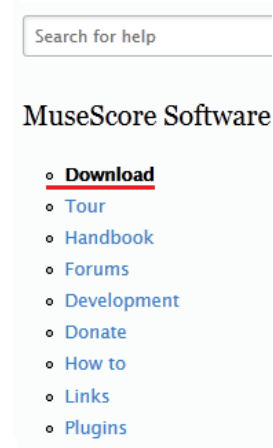 Search for help
MuseScore Software
Download
Tour
Handbook
Forums
Development
Donate
How to
Links
Plugins